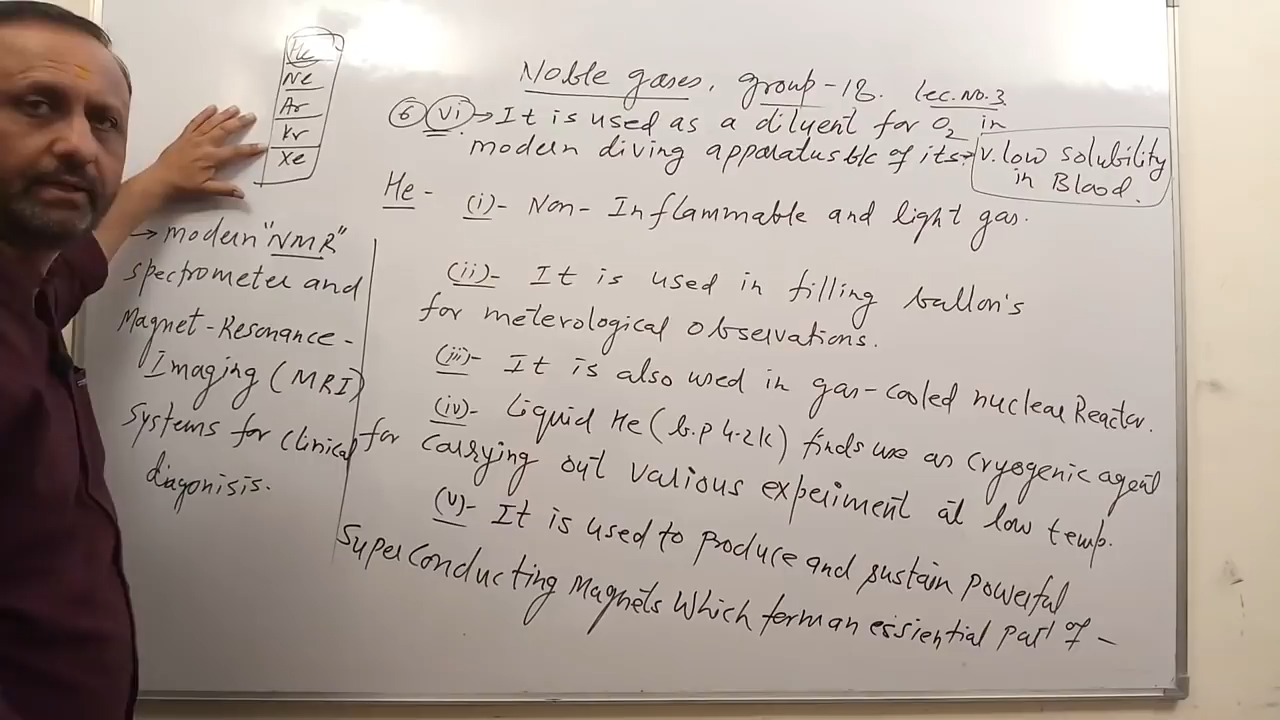 He
Ne
Ar
Kr
Xe
Noble gases, group-18. Lec. No. 3
6 (vi) → It is used as a diluent for O2 in
modern diving apparatus b/c of its → v. low solubility
in Blood.
He - (i)- Non-Inflammable and light gas.
(ii)- It is used in filling ballon's
for meterological observations.
(iii)- It is also used in gas-cooled nuclear Reactor.
(iv)- Liquid He (b.p 4.2K) finds use as cryogenic agent
for carrying out various experiment at low temp.
(v)- It is used to produce and sustain powerful
Superconducting Magnets which form an essiential part of -
→ modern "NMR"
spectrometer and
Magnet-Resonance-
Imaging (MRI)
systems for clinical
diagonisis.